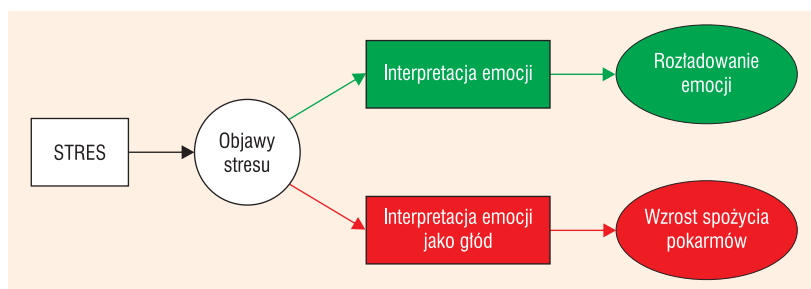 STRES
Objawy
stresu
Interpretacja emocji
Rozładowanie
emocji
Interpretacja emocji
jako głód
Wzrost spożycia
pokarmów